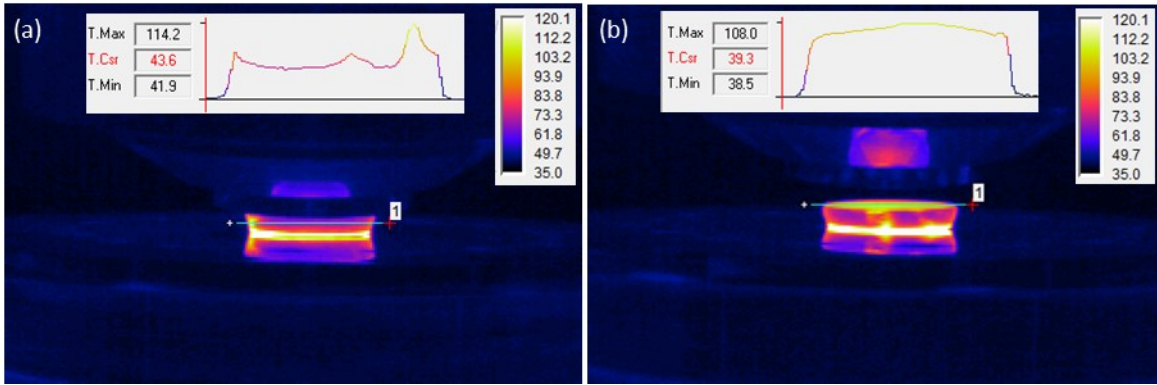 (a)
T.Max 114.2
T.Csr 43.6
T.Min 41.9
120.1
112.2
103.2
93.9
83.8
73.3
61.8
49.7
35.0
1
(b)
T.Max 108.0
T.Csr 39.3
T.Min 38.5
120.1
112.2
103.2
93.9
83.8
73.3
61.8
49.7
35.0
1